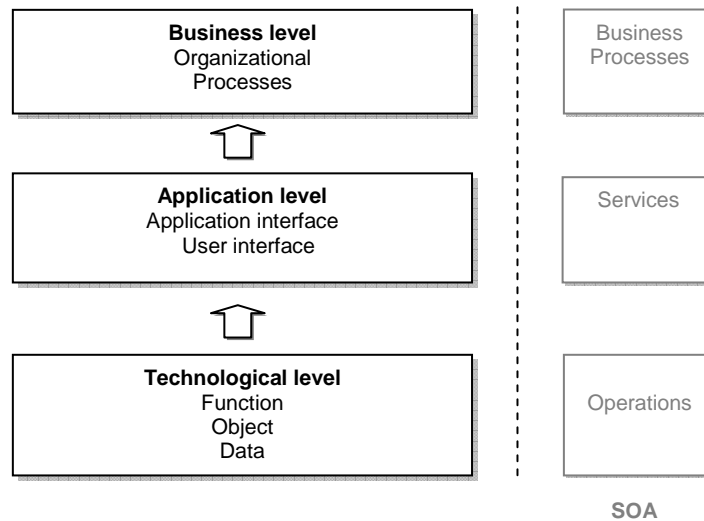 Business level
Organizational
Processes
Business
Processes
Application level
Application interface
User interface
Services
Technological level
Function
Object
Data
Operations
SOA